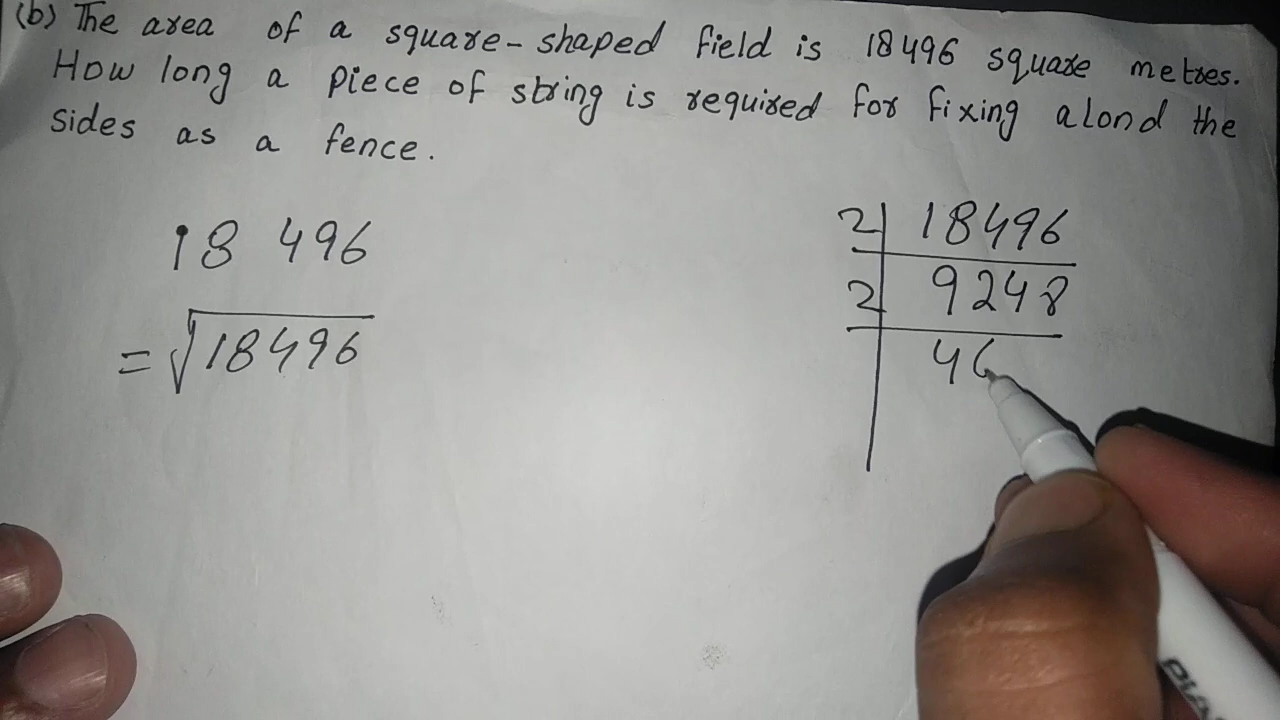 (b) The area of a square-shaped field is 18496 square metres.
How long a piece of string is required for fixing alond the
sides as a fence.
18 496
= √18496
2 18496
2 9248
46